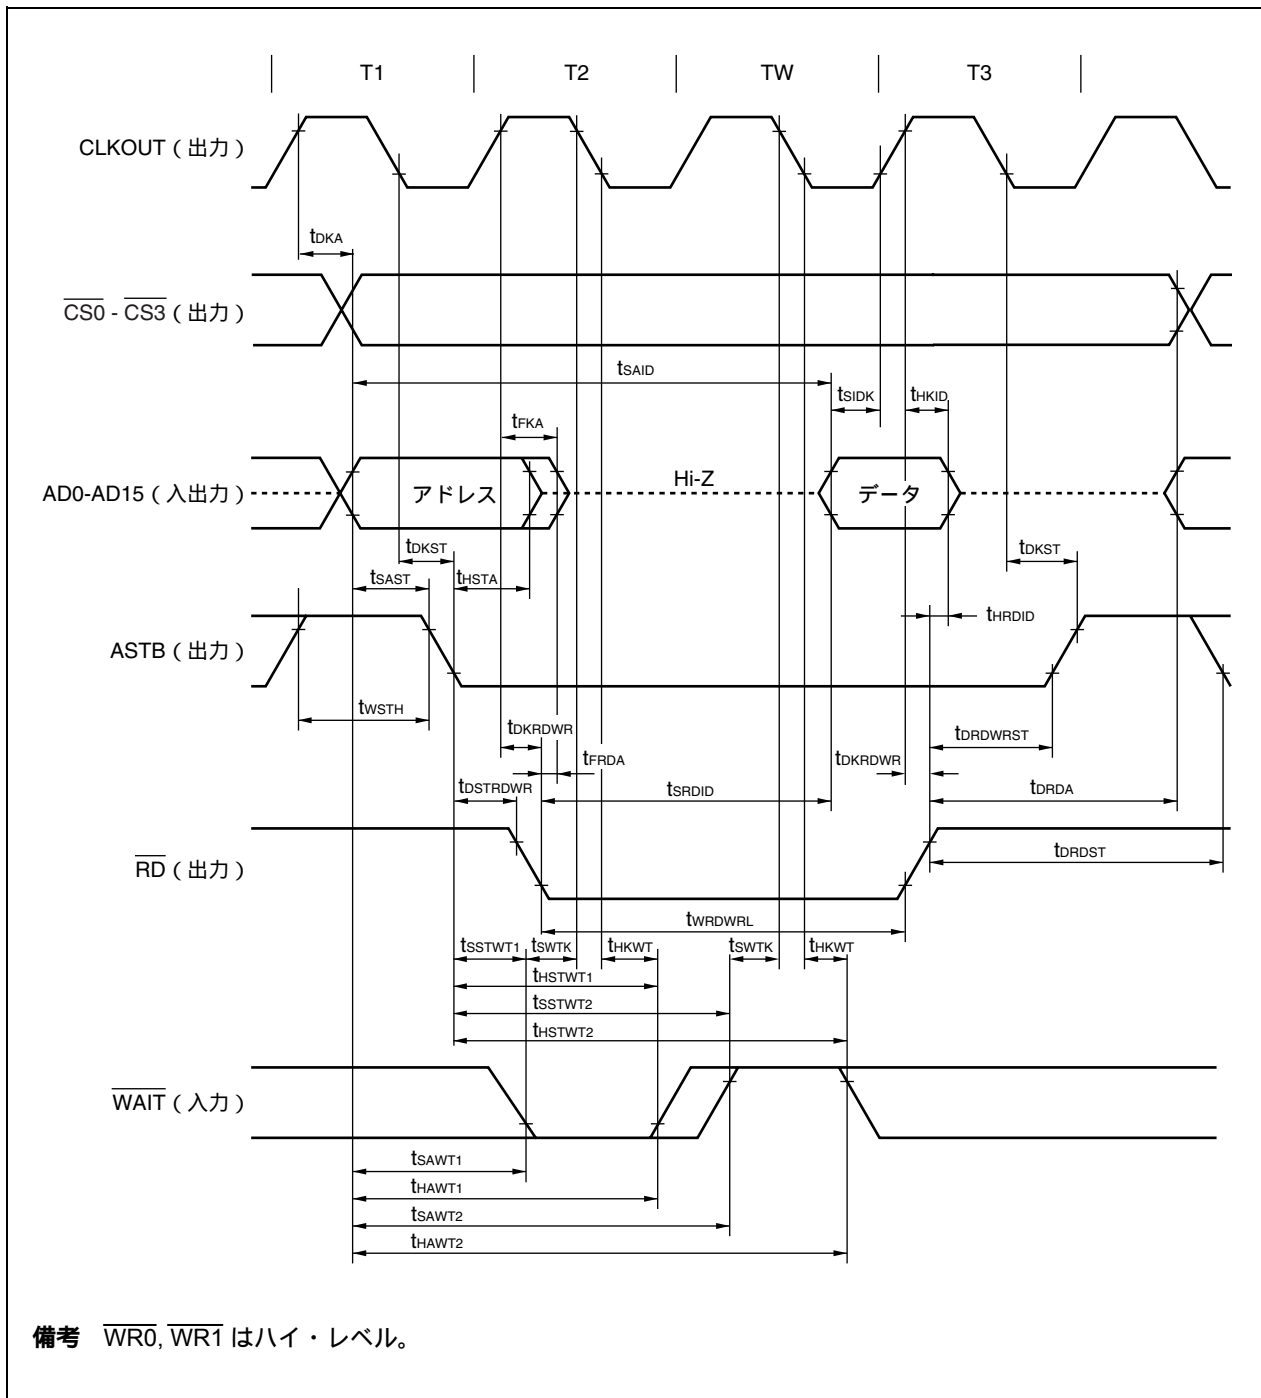 T1 T2 TW T3
CLKOUT（出力）
tDKA
CS0 - CS3（出力）
tSAID
tSIDK tHKID
tFKA
AD0-AD15（入出力） アドレス Hi-Z データ
tDKST tDKST
tSAST tHSTA
tHRDID
ASTB（出力）
tWSTH
tDKRDWR tDRDWRST
tFRDA tDKRDWR
tDSTRDWR tSRDID tDRDA
RD（出力） tDRDST
tWRDWRL
tSSTWT1 tSWTK tHKWT tSWTK tHKWT
tHSTWT1
tSSTWT2
tHSTWT2
WAIT（入力）
tSAWT1
tHAWT1
tSAWT2
tHAWT2
備考 WR0, WR1 はハイ・レベル。